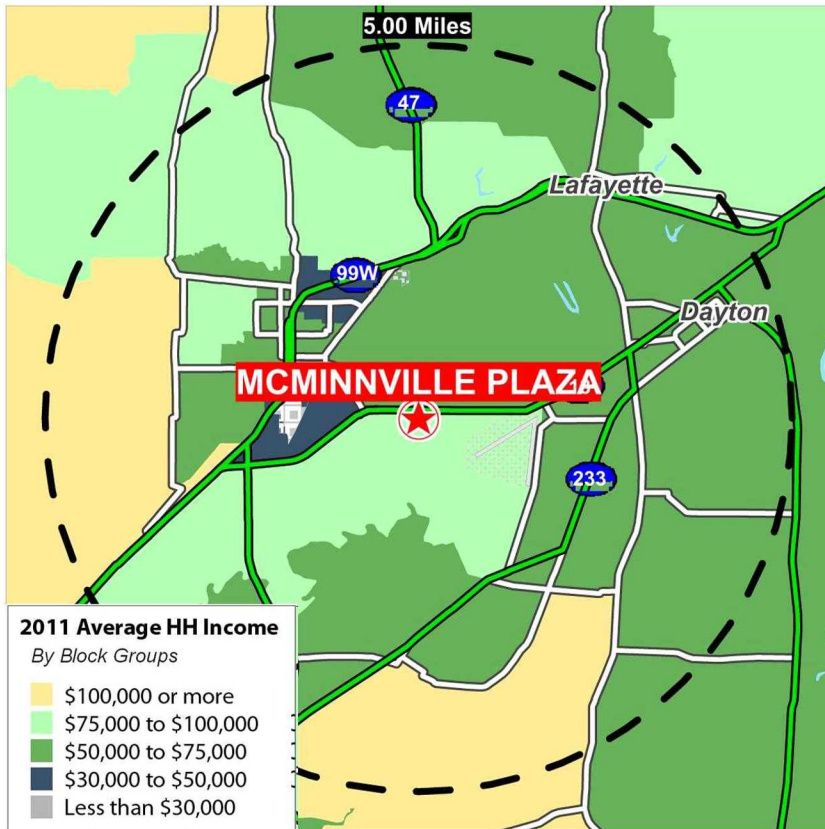 5.00 Miles
47
Lafayette
99W
Dayton
MCMINNVILLE PLAZA
18
233
2011 Average HH Income
By Block Groups
$100,000 or more
$75,000 to $100,000
$50,000 to $75,000
$30,000 to $50,000
Less than $30,000